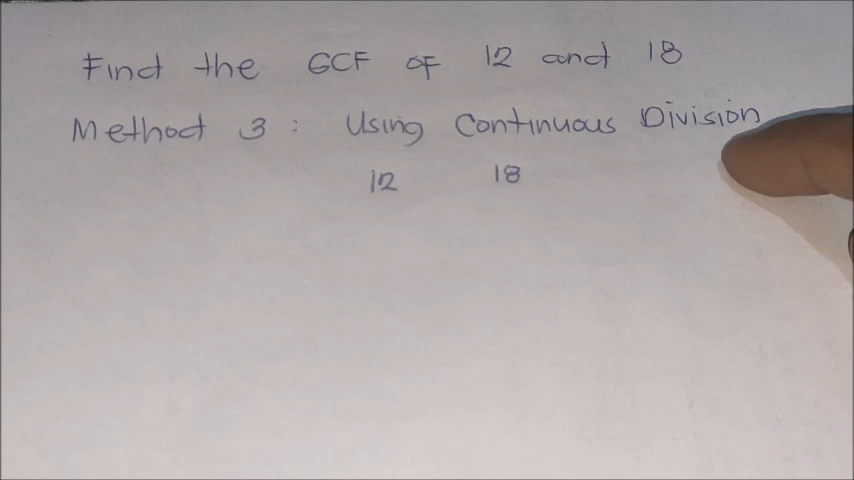 Find the GCF of 12 and 18
Method 3 : Using Continuous Division
12 18